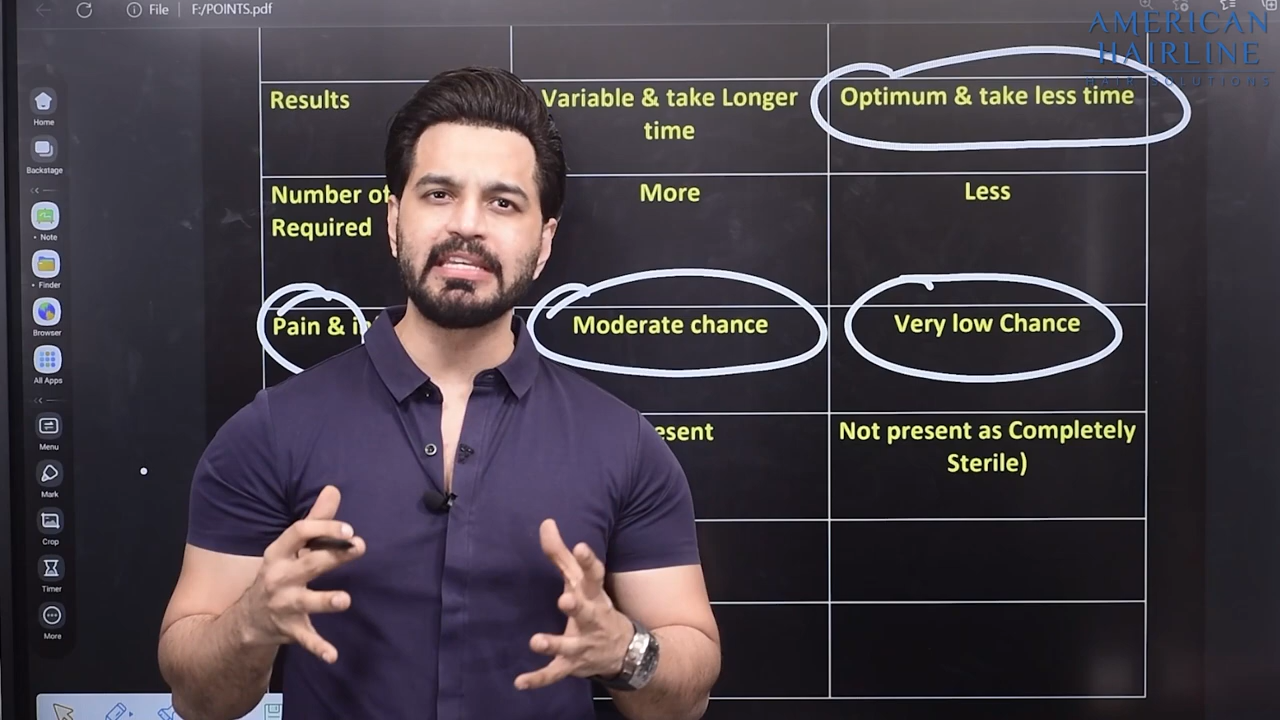 File
F:/POINTS.pdf
AMERICAN
HAIRLINE
HAIR SOLUTIONS
Home
Backstage
Note
Finder
Browser
All Apps
Menu
Mark
Crop
Timer
More
Results
Variable & take Longer
time
Optimum & take less time
Number of
Required
More
Less
Pain &
Moderate chance
Very low Chance
Not present as Completely
Sterile)